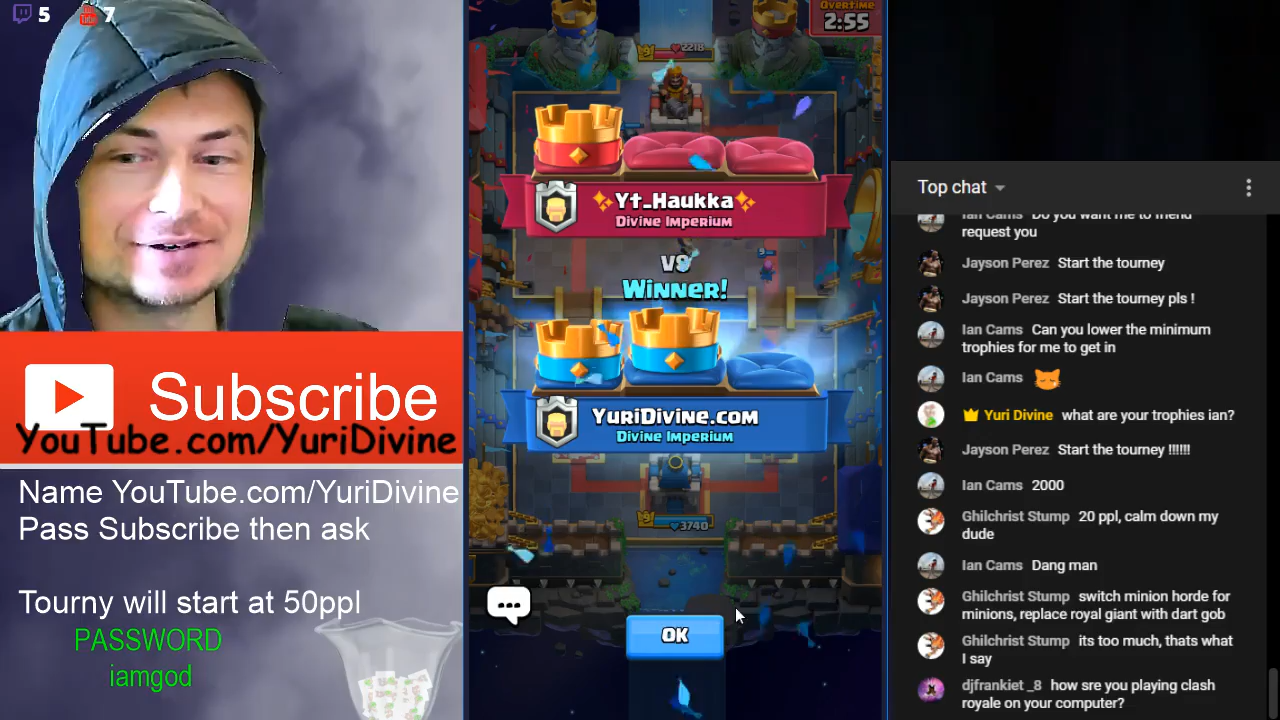 5
7
Subscribe
YouTube.com/YuriDivine
Name YouTube.com/YuriDivine
Pass Subscribe then ask
Tourny will start at 50ppl
PASSWORD
iamgod
Overtime
2:55
2218
Yt_Haukka
Divine Imperium
VS
Winner!
YuriDivine.com
Divine Imperium
3740
OK
Top chat
Ian Cams Do you want me to friend
request you
Jayson Perez Start the tourney
Jayson Perez Start the tourney pls !
Ian Cams Can you lower the minimum
trophies for me to get in
Ian Cams
Yuri Divine what are your trophies ian?
Jayson Perez Start the tourney !!!!!!
Ian Cams 2000
Ghilchrist Stump 20 ppl, calm down my
dude
Ian Cams Dang man
Ghilchrist Stump switch minion horde for
minions, replace royal giant with dart gob
Ghilchrist Stump its too much, thats what
I say
djfrankiet _8 how sre you playing clash
royale on your computer?